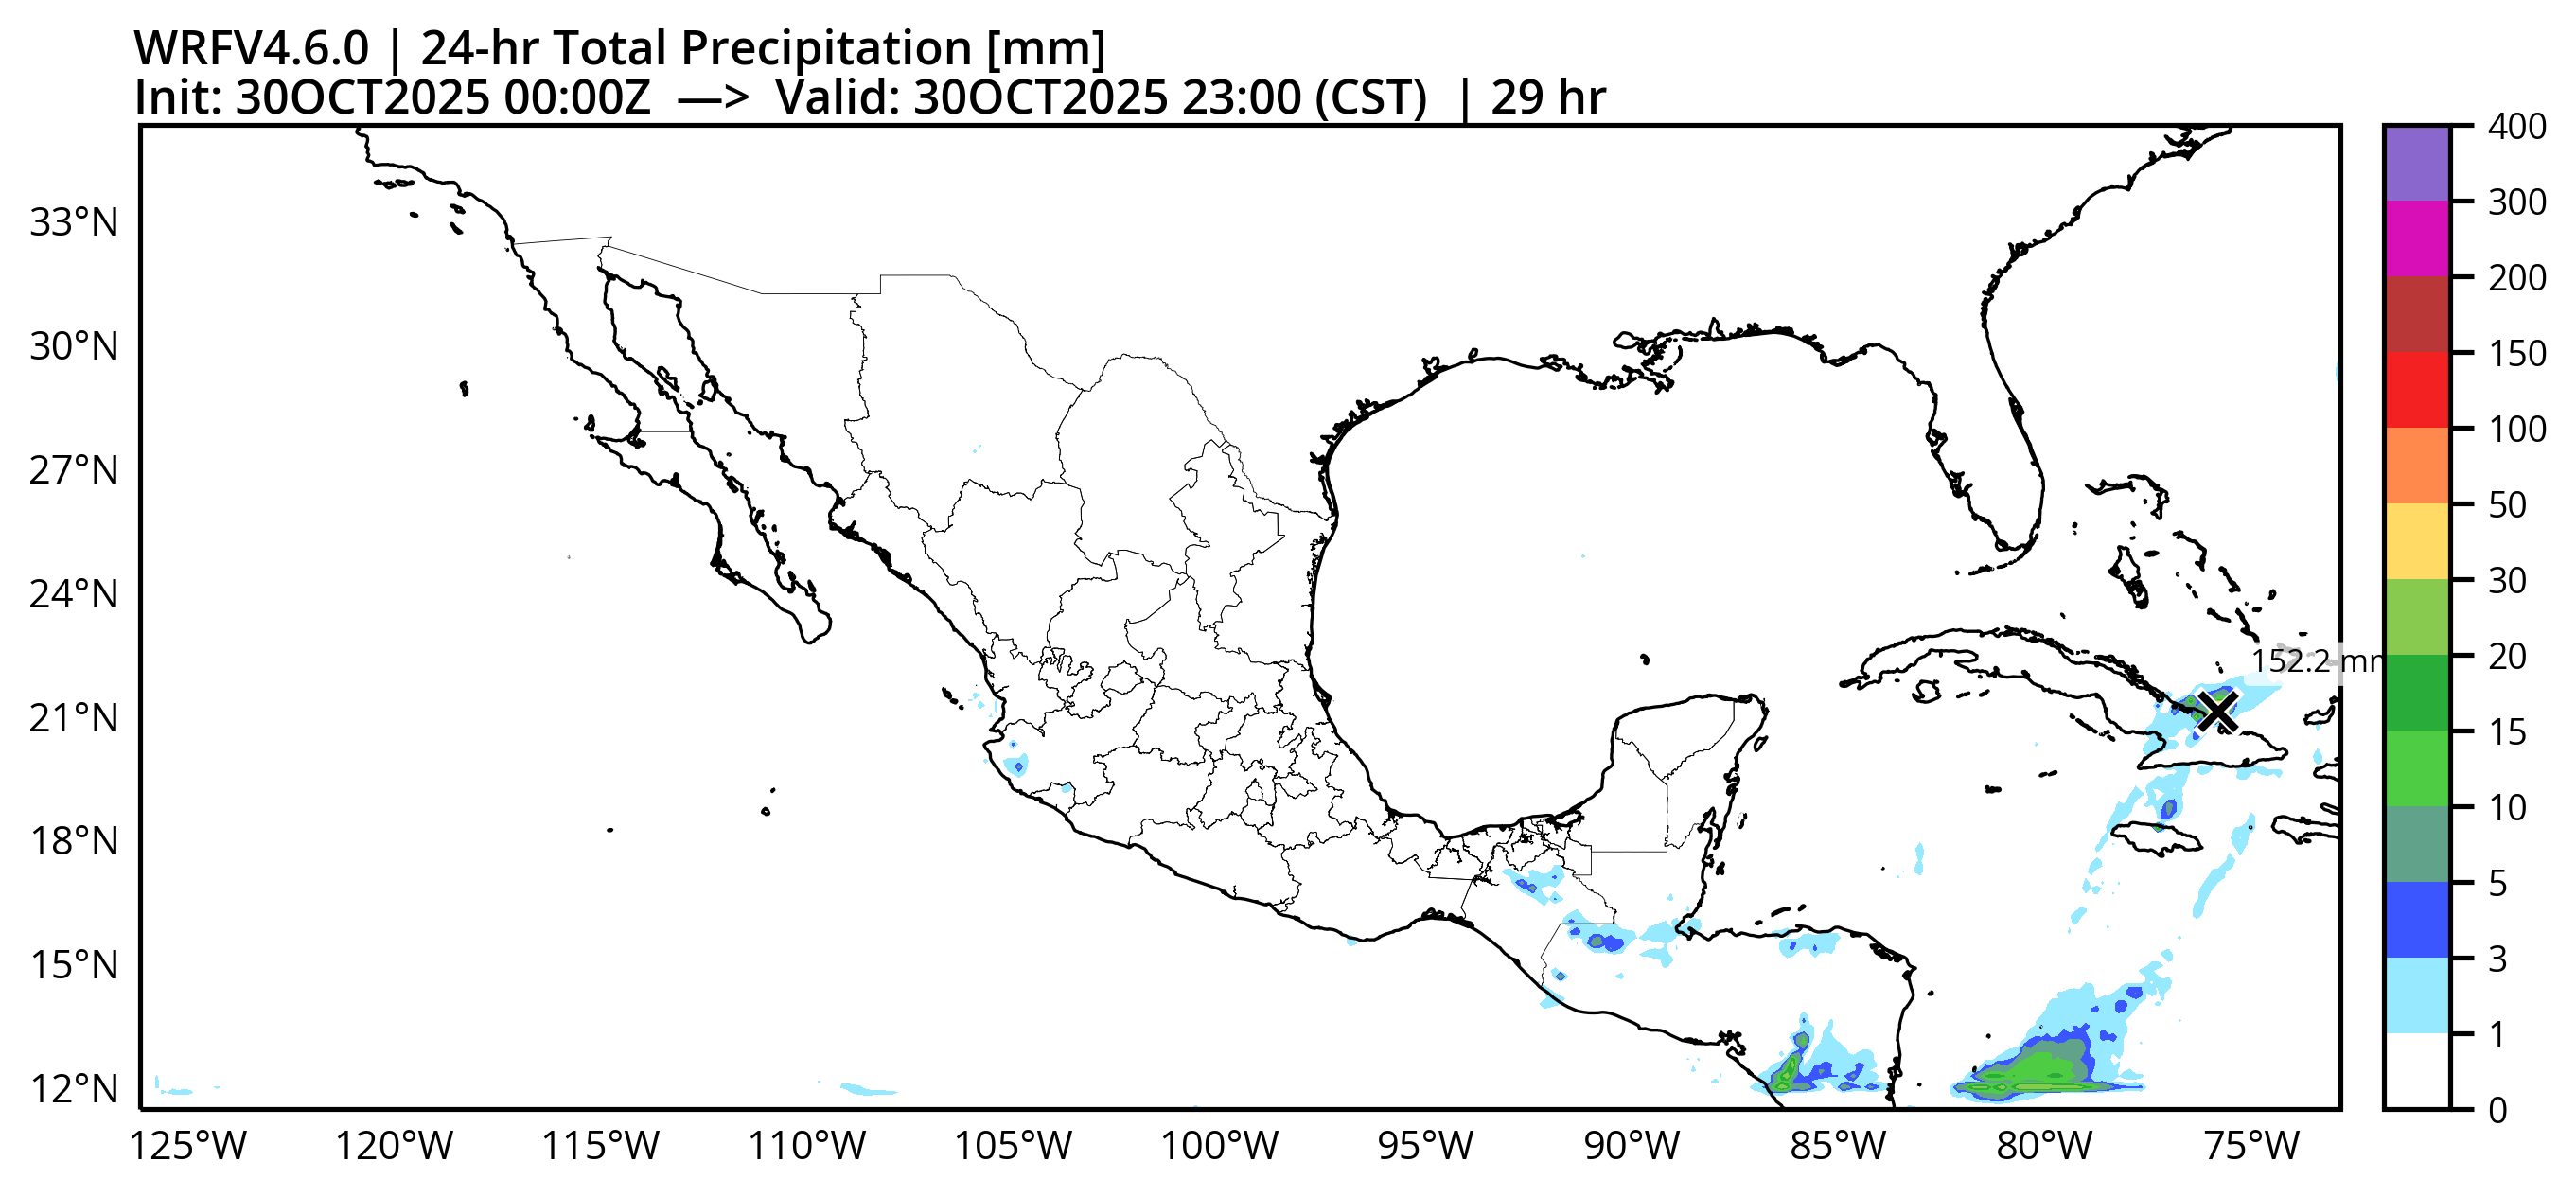 WRFV4.6.0 | 24-hr Total Precipitation [mm]
Init: 30OCT2025 00:00Z —> Valid: 30OCT2025 23:00 (CST) | 29 hr
33°N
30°N
27°N
24°N
21°N
18°N
15°N
12°N
125°W 120°W 115°W 110°W 105°W 100°W 95°W 90°W 85°W 80°W 75°W
152.2 mm
400
300
200
150
100
50
30
20
15
10
5
3
1
0